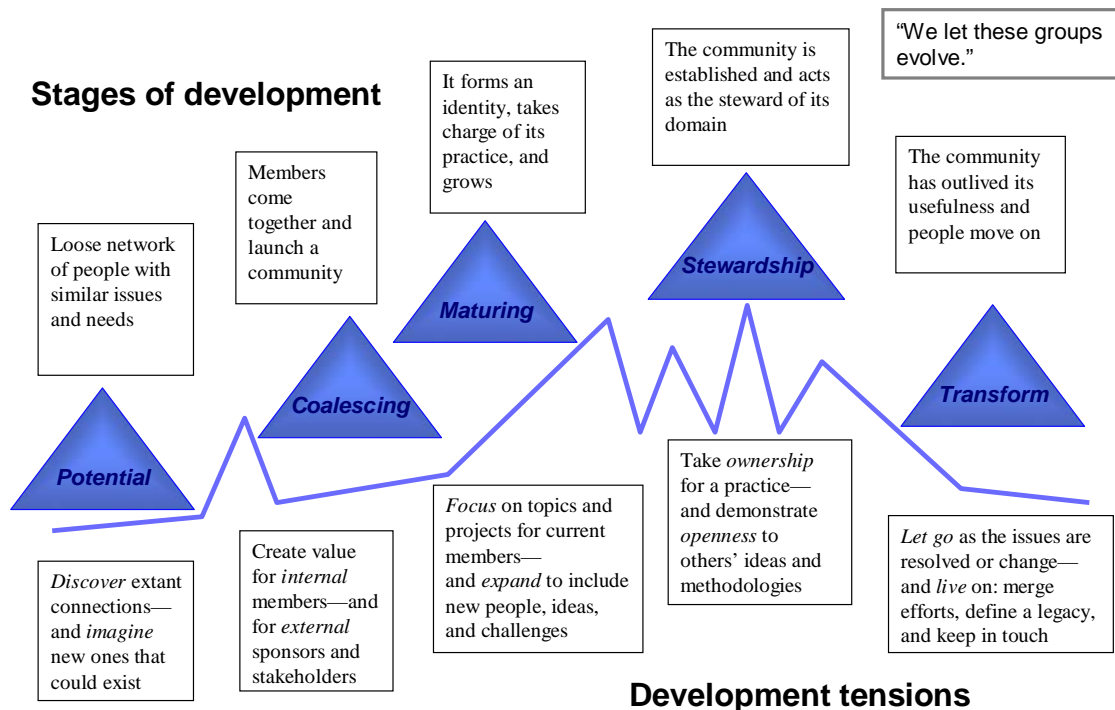 “We let these groups
evolve.”
Stages of development
Loose network
of people with
similar issues
and needs
Members
come
together and
launch a
community
It forms an
identity, takes
charge of its
practice, and
grows
The community is
established and acts
as the steward of its
domain
The community
has outlived its
usefulness and
people move on
Potential
Coalescing
Maturing
Stewardship
Transform
Discover extant
connections—
and imagine
new ones that
could exist
Create value
for internal
members—and
for external
sponsors and
stakeholders
Focus on topics and
projects for current
members—
and expand to include
new people, ideas,
and challenges
Take ownership
for a practice—
and demonstrate
openness to
others’ ideas and
methodologies
Let go as the issues are
resolved or change—
and live on: merge
efforts, define a legacy,
and keep in touch
Development tensions